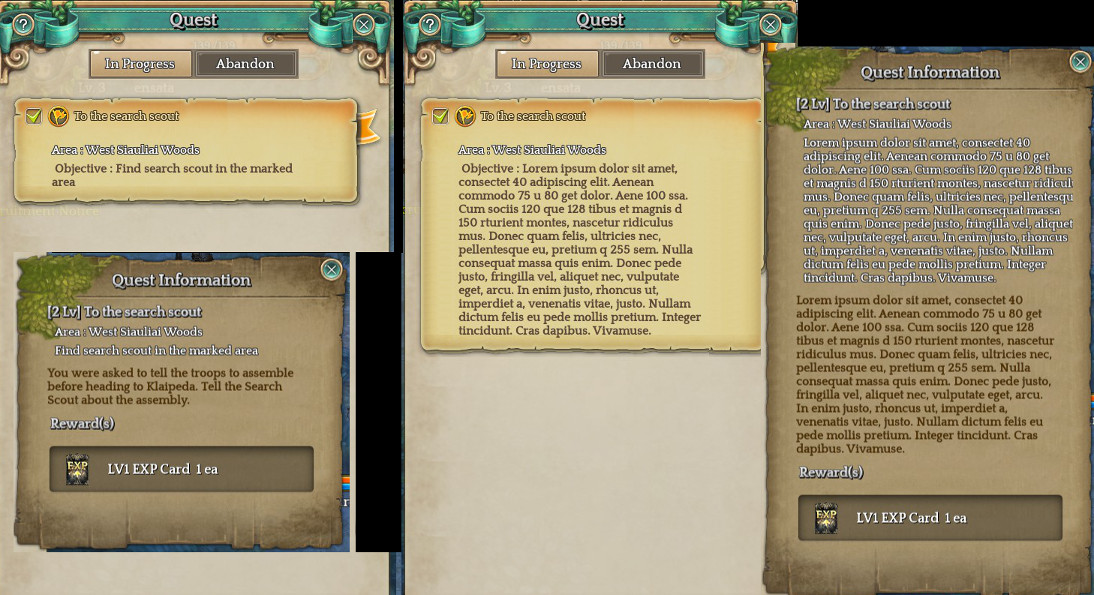 Quest
In Progress
Abandon
Lv. 3 ensata
To the search scout
Area : West Siauliai Woods
Objective : Find search scout in the marked
area
Quest Information
[2 Lv] To the search scout
Area : West Siauliai Woods
Find search scout in the marked area
You were asked to tell the troops to assemble
before heading to Klaipeda. Tell the Search
Scout about the assembly.
Reward(s)
EXP
LV1 EXP Card 1 ea
Quest
In Progress
Abandon
Lv. 3 ensata
To the search scout
Area : West Siauliai Woods
Objective : Lorem ipsum dolor sit amet,
consectet 40 adipiscing elit. Aenean
commodo 75 u 80 get dolor. Aene 100 ssa.
Cum sociis 120 que 128 tibus et magnis d
150 rturient montes, nascetur ridiculus
mus. Donec quam felis, ultricies nec,
pellentesque eu, pretium q 255 sem. Nulla
consequat massa quis enim. Donec pede
justo, fringilla vel, aliquet nec, vulputate
eget, arcu. In enim justo, rhoncus ut,
imperdiet a, venenatis vitae, justo. Nullam
dictum felis eu pede mollis pretium. Integer
tincidunt. Cras dapibus. Vivamuse.
Quest Information
[2 Lv] To the search scout
Area : West Siauliai Woods
Lorem ipsum dolor sit amet, consectet 40
adipiscing elit. Aenean commodo 75 u 80 get
dolor. Aene 100 ssa. Cum sociis 120 que 128 tibus
et magnis d 150 rturient montes, nascetur ridicul
mus. Donec quam felis, ultricies nec, pellentesqu
eu, pretium q 255 sem. Nulla consequat massa
quis enim. Donec pede justo, fringilla vel, aliquet
nec, vulputate eget, arcu. In enim justo, rhoncus
ut, imperdiet a, venenatis vitae, justo. Nullam
dictum felis eu pede mollis pretium. Integer
tincidunt. Cras dapibus. Vivamuse.
Lorem ipsum dolor sit amet, consectet 40
adipiscing elit. Aenean commodo 75 u 80 get
dolor. Aene 100 ssa. Cum sociis 120 que 128
tibus et magnis d 150 rturient montes, nascetur
ridiculus mus. Donec quam felis, ultricies nec,
pellentesque eu, pretium q 255 sem. Nulla
consequat massa quis enim. Donec pede justo,
fringilla vel, aliquet nec, vulputate eget, arcu.
In enim justo, rhoncus ut, imperdiet a,
venenatis vitae, justo. Nullam dictum felis eu
pede mollis pretium. Integer tincidunt. Cras
dapibus. Vivamuse.
Reward(s)
EXP
LV1 EXP Card 1 ea